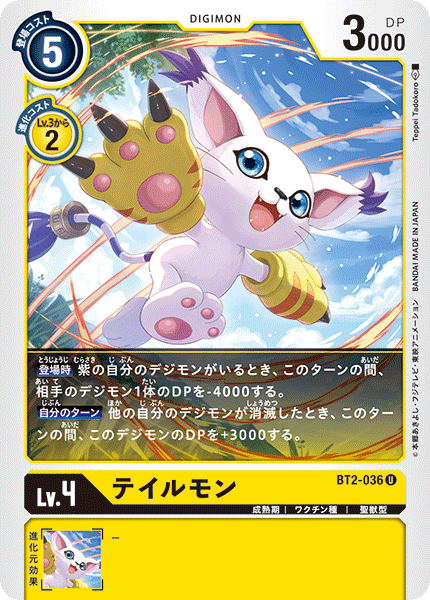 登場コスト
5
DIGIMON
3000
DP
進化コスト
Lv.3から
2
Teppei Tadokoro
BANDAI MADE IN JAPAN
© 本郷あきよし・フジテレビ・東映アニメーション
登場時 紫の自分のデジモンがいるとき、このターンの間、
相手のデジモン1体のDPを-4000する。
自分のターン 他の自分のデジモンが消滅したとき、このター
ンの間、このデジモンのDPを+3000する。
BT2-036 U
Lv.4
テイルモン
成熟期 | ワクチン種 | 聖獣型
進化元効果
–